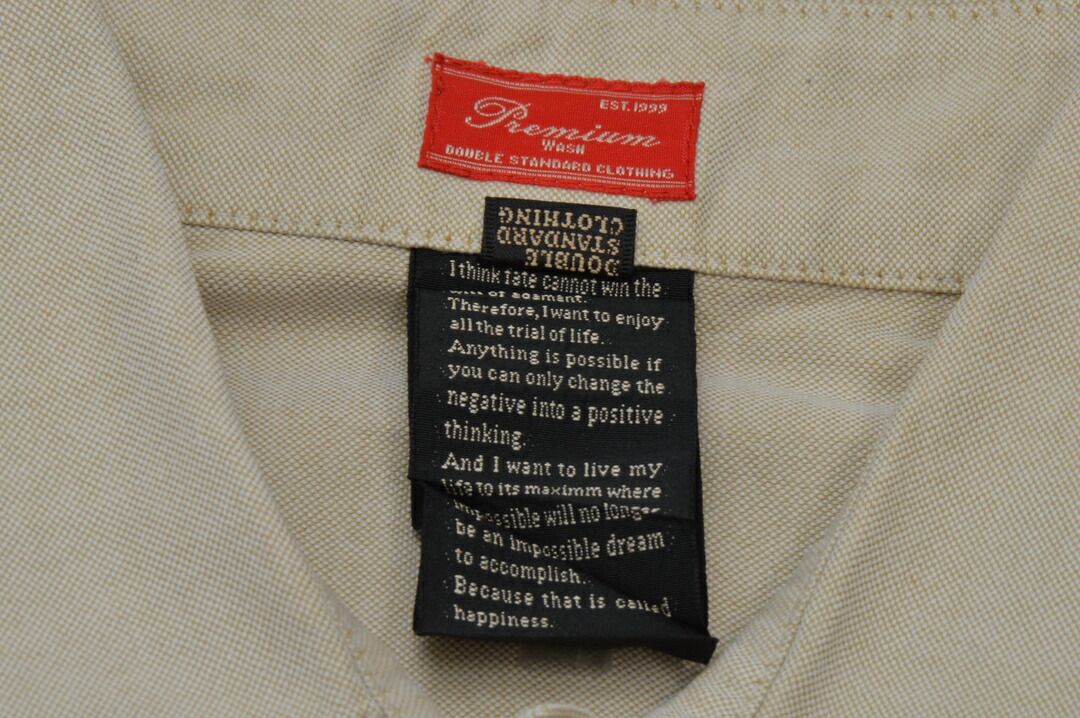 EST. 1999
Premium
WASH
DOUBLE STANDARD CLOTHING
DOUBLE
STANDARD
CLOTHING
I think fate cannot win the
will of adamant.
Therefore, I want to enjoy
all the trial of life.
Anything is possible if
you can only change the
negative into a positive
thinking.
And I want to live my
life to its maximm where
impossible will no longer
be an impossible dream
to accomplish.
Because that is called
happiness.